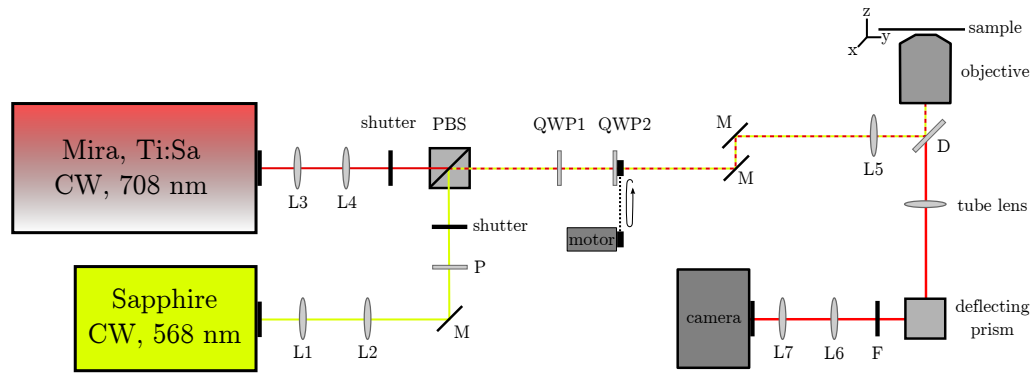 z
y
x
sample
objective
Mira, Ti:Sa
CW, 708 nm
L3
L4
shutter
PBS
QWP1
QWP2
M
M
L5
D
shutter
P
motor
tube lens
Sapphire
CW, 568 nm
L1
L2
M
camera
L7
L6
F
deflecting
prism